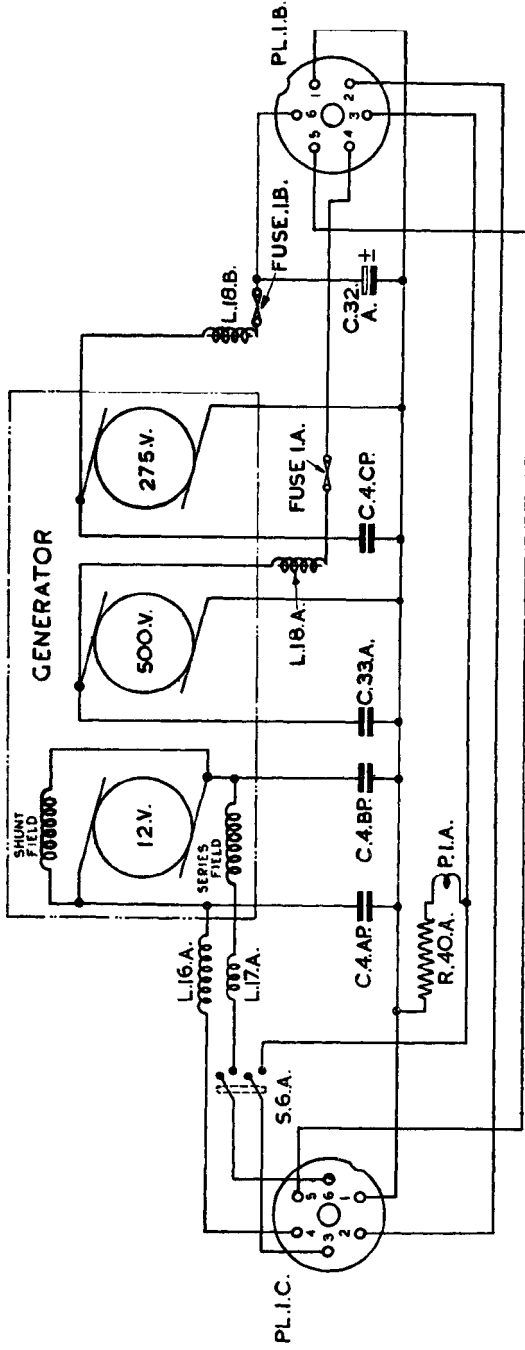 PL.1.C.
4
5
3
6
2
1
S.6.A.
L.16.A.
L.17.A.
SHUNT
FIELD
12.V.
SERIES
FIELD
C.4.AP.
C.4.BP.
R.40.A.
P.1.A.
GENERATOR
500.V.
C.33.A.
L.18.A.
275.V.
C.4.CP.
FUSE 1.A.
L.18.B.
FUSE.1.B.
C.32.
A.
+
PL.1.B.
5
6
1
4
3
2